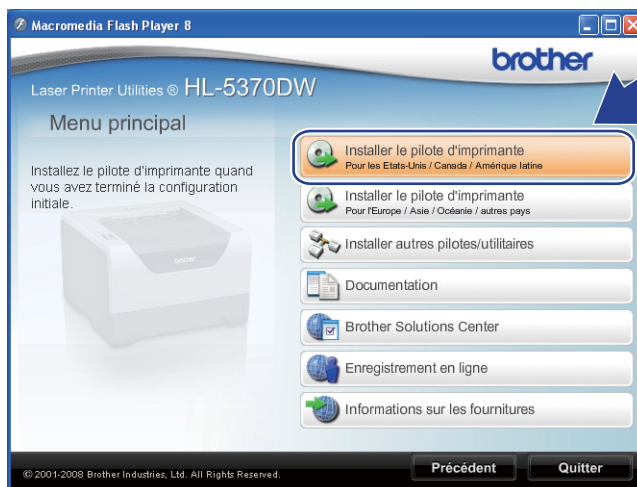 Macromedia Flash Player 8
brother
Laser Printer Utilities ® HL-5370DW
Menu principal
Installez le pilote d'imprimante quand
vous avez terminé la configuration
initiale.
brother
Installer le pilote d'imprimante
Pour les Etats-Unis / Canada / Amérique latine
Installer le pilote d'imprimante
Pour l'Europe / Asie / Océanie / autres pays
Installer autres pilotes/utilitaires
Documentation
Brother Solutions Center
Enregistrement en ligne
Informations sur les fournitures
© 2001-2008 Brother Industries, Ltd. All Rights Reserved.
Précédent
Quitter